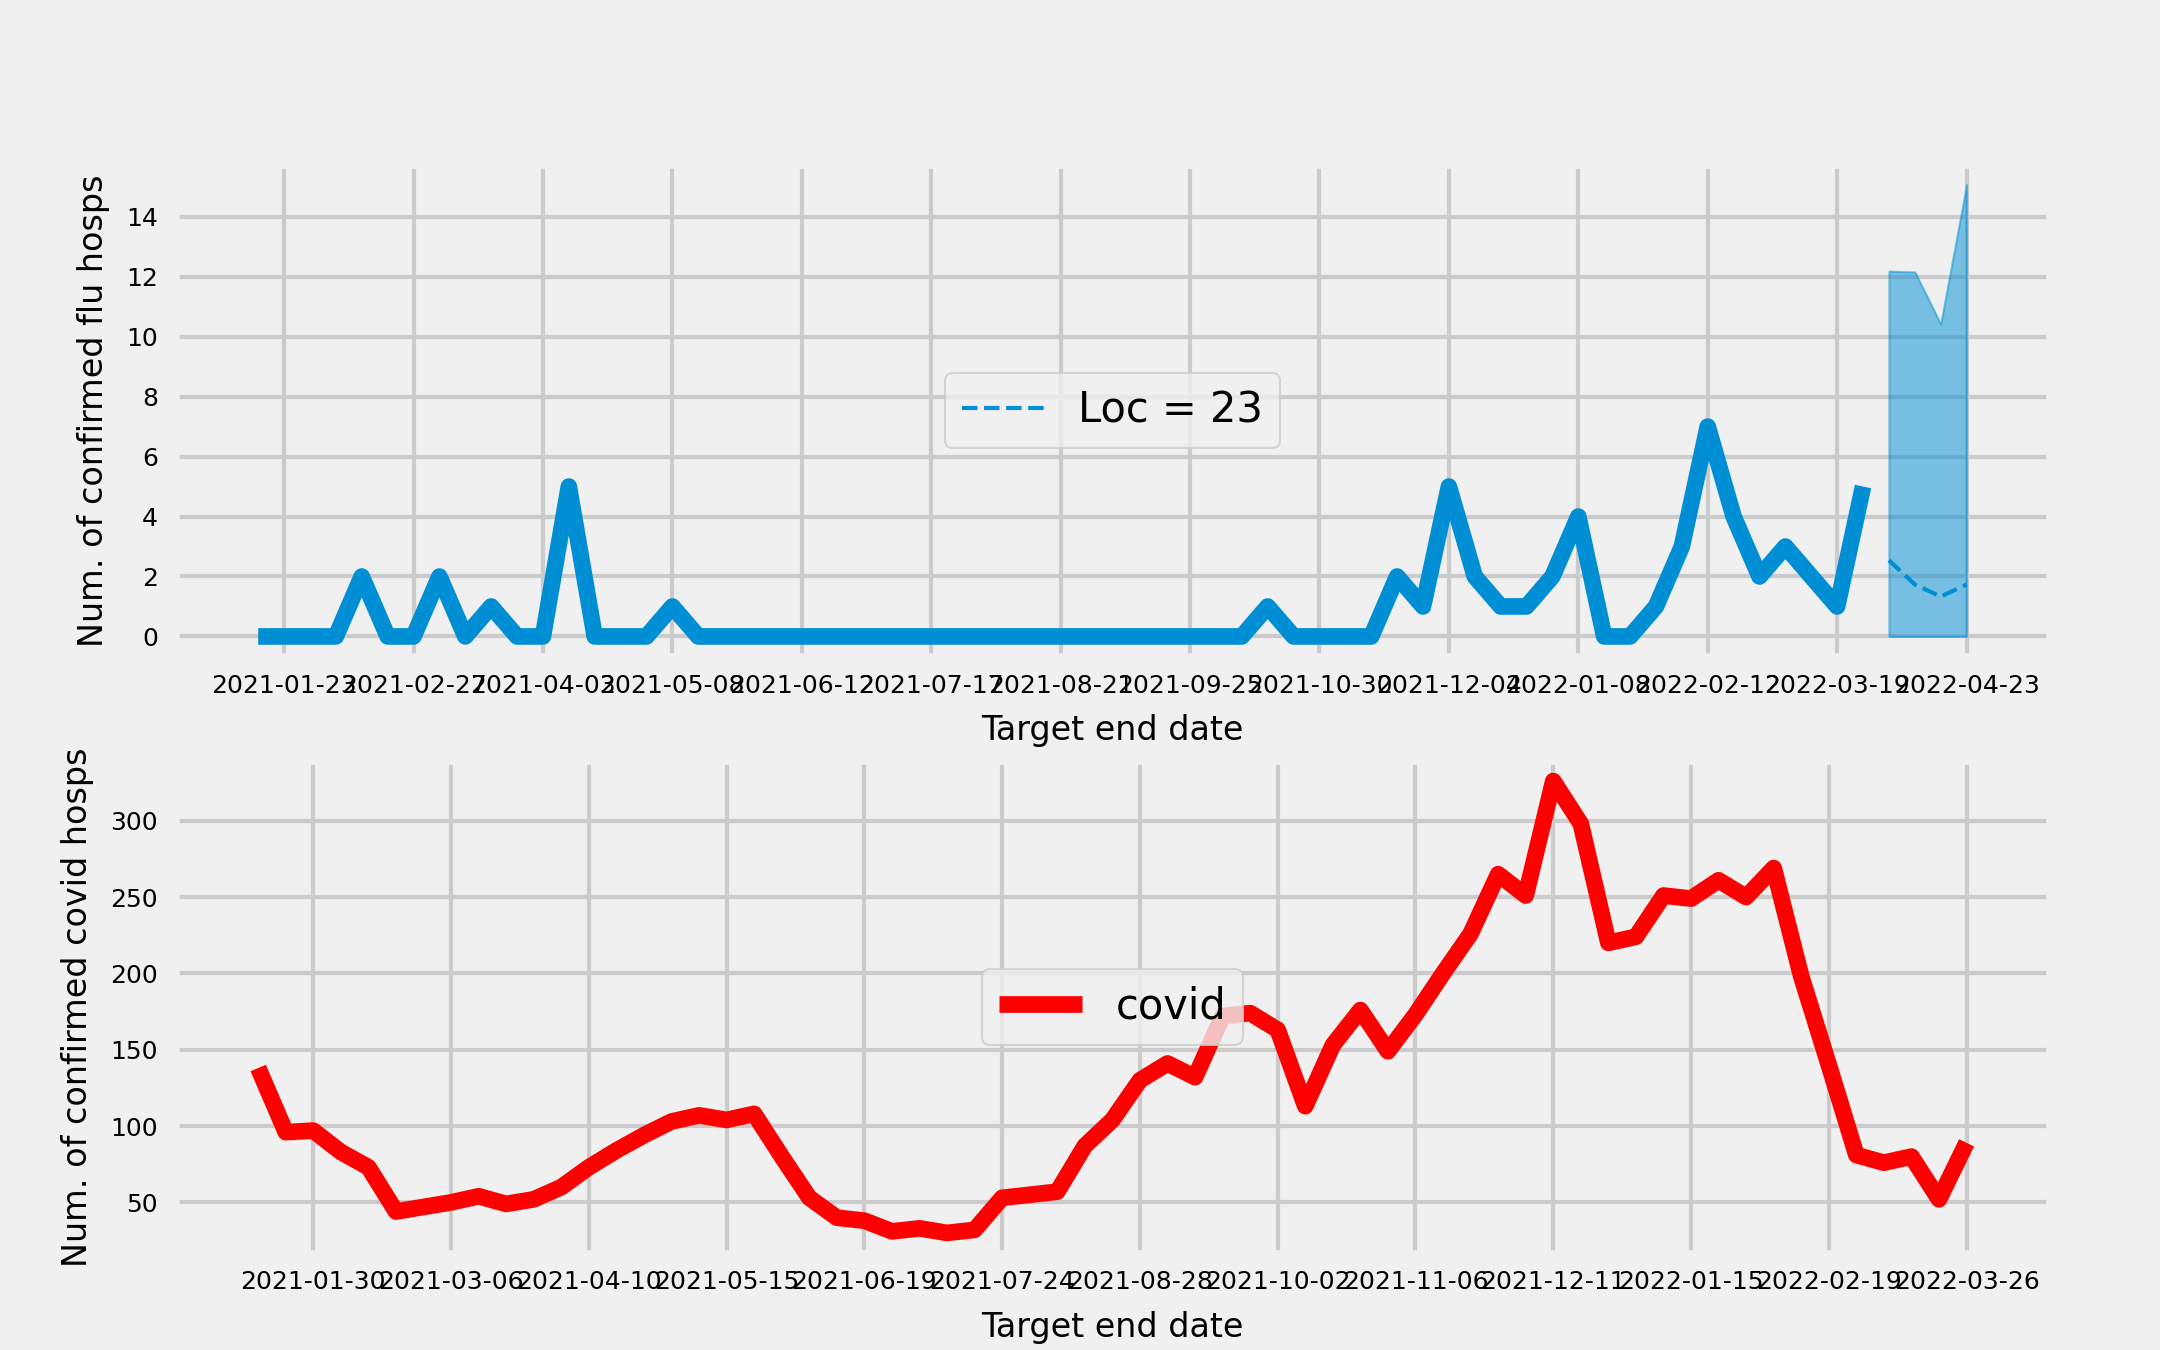 Num. of confirmed flu hosps
14
12
10
8
6
4
2
0
Loc = 23
2021-01-23 2021-02-27 2021-04-03 2021-05-08 2021-06-12 2021-07-17 2021-08-21 2021-09-25 2021-10-30 2021-12-04 2022-01-08 2022-02-12 2022-03-19 2022-04-23
Target end date
Num. of confirmed covid hosps
300
250
200
150
100
50
covid
2021-01-30 2021-03-06 2021-04-10 2021-05-15 2021-06-19 2021-07-24 2021-08-28 2021-10-02 2021-11-06 2021-12-11 2022-01-15 2022-02-19 2022-03-26
Target end date